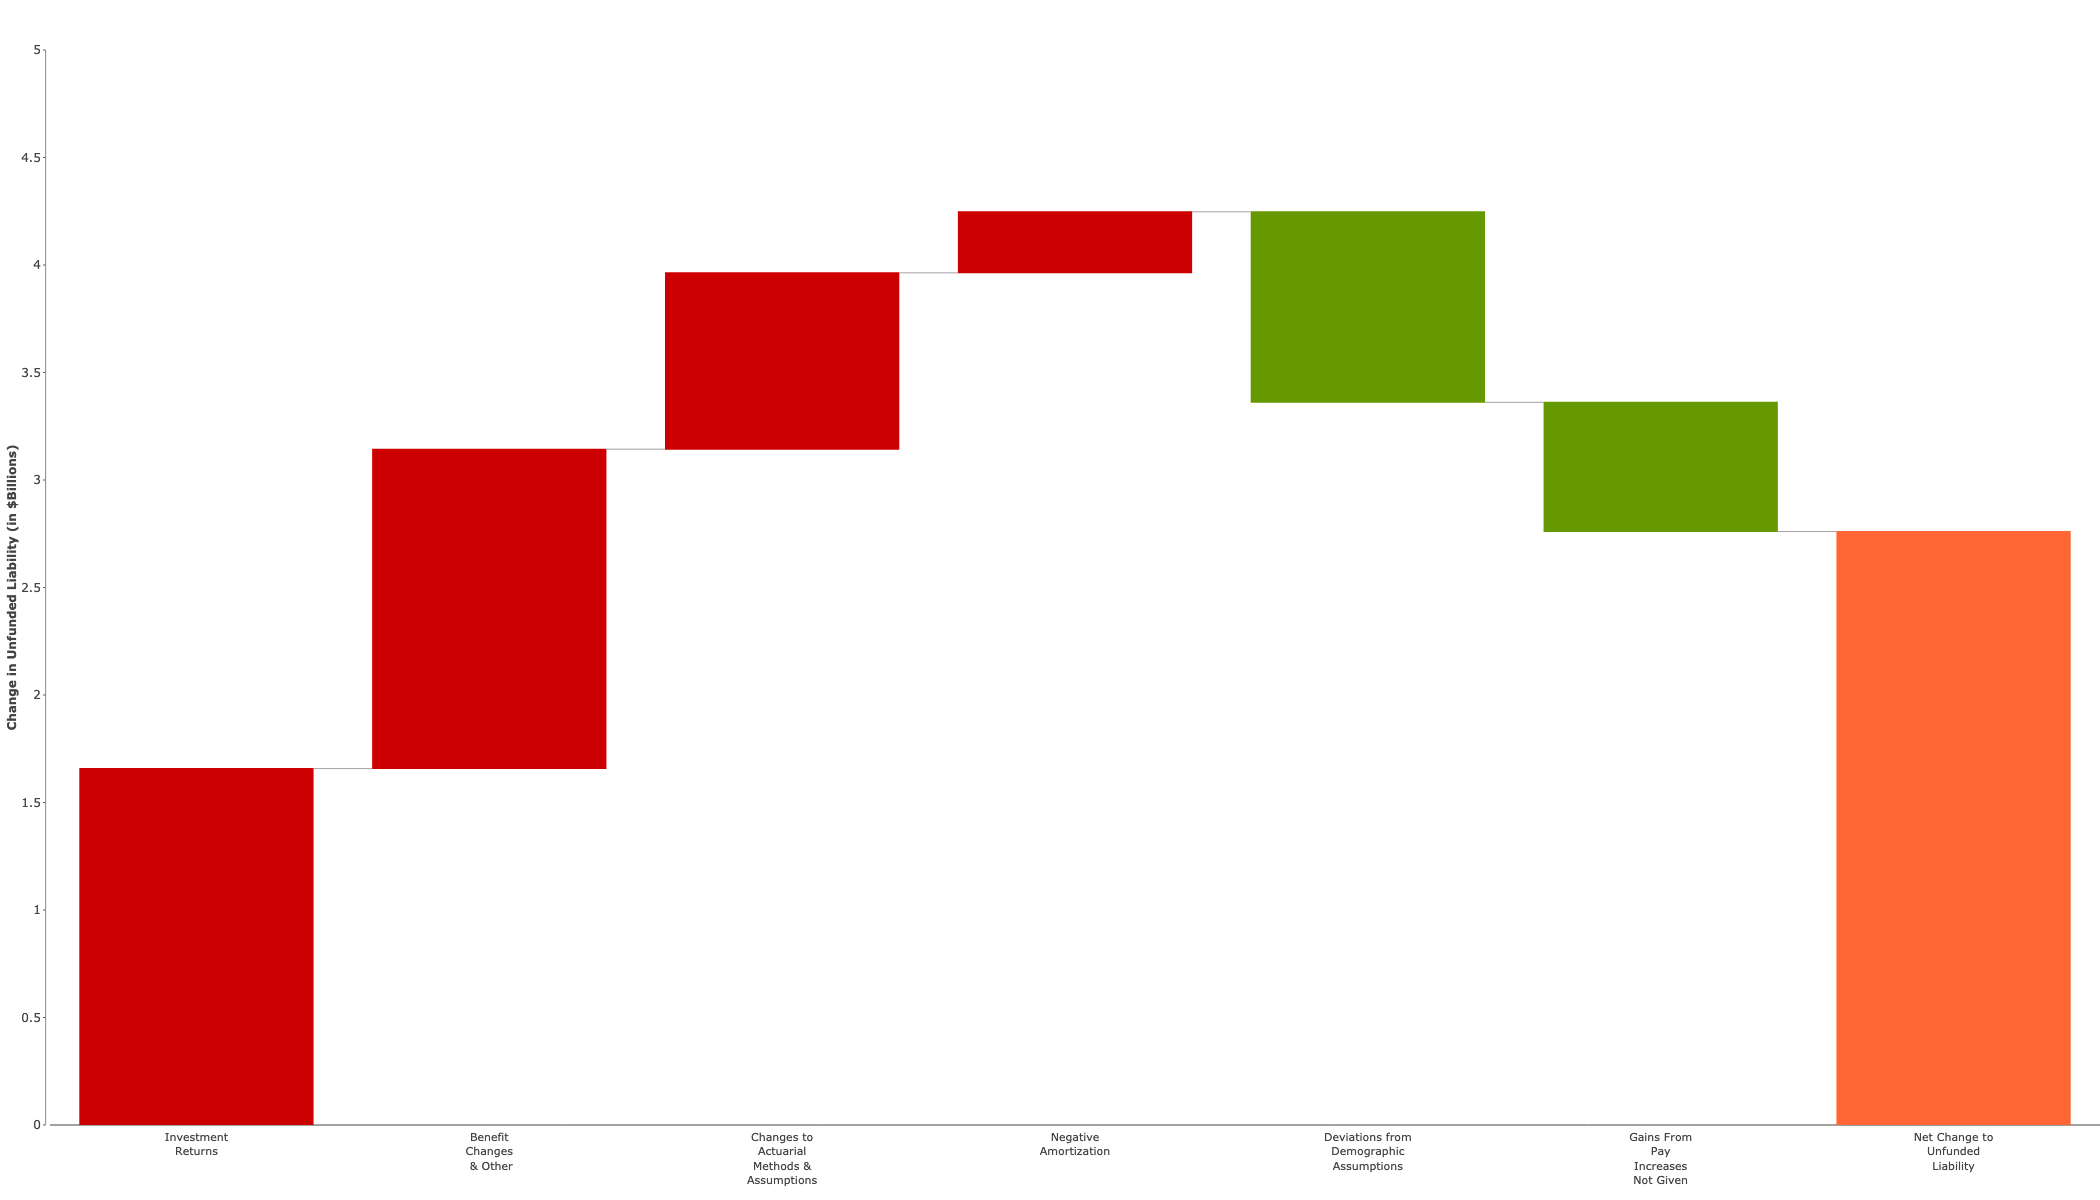 Change in Unfunded Liability (in $Billions)
5
4.5
4
3.5
3
2.5
2
1.5
1
0.5
0
Investment
Returns
Benefit
Changes
& Other
Changes to
Actuarial
Methods &
Assumptions
Negative
Amortization
Deviations from
Demographic
Assumptions
Gains From
Pay
Increases
Not Given
Net Change to
Unfunded
Liability